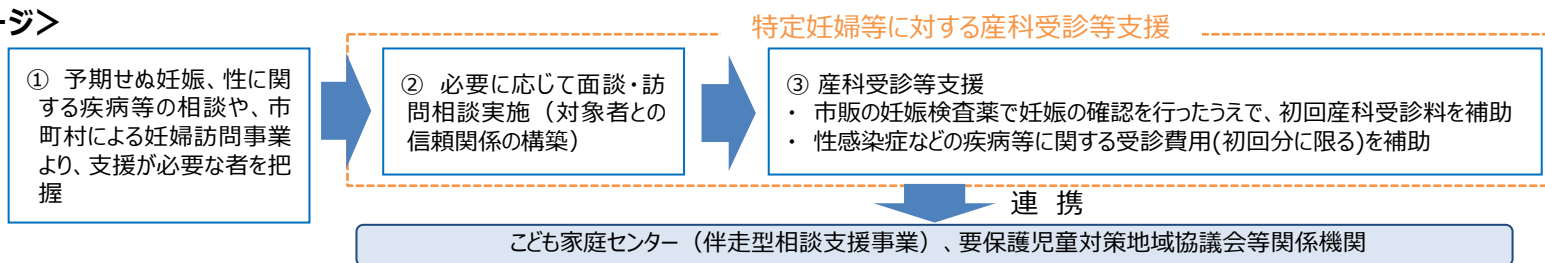 ージ＞
特定妊婦等に対する産科受診等支援
① 予期せぬ妊娠、性に関
する疾病等の相談や、市
町村による妊婦訪問事業
より、支援が必要な者を把
握
② 必要に応じて面談・訪
問相談実施（対象者との
信頼関係の構築）
③ 産科受診等支援
・ 市販の妊娠検査薬で妊娠の確認を行ったうえで、初回産科受診料を補助
・ 性感染症などの疾病等に関する受診費用(初回分に限る)を補助
連 携
こども家庭センター（伴走型相談支援事業）、要保護児童対策地域協議会等関係機関